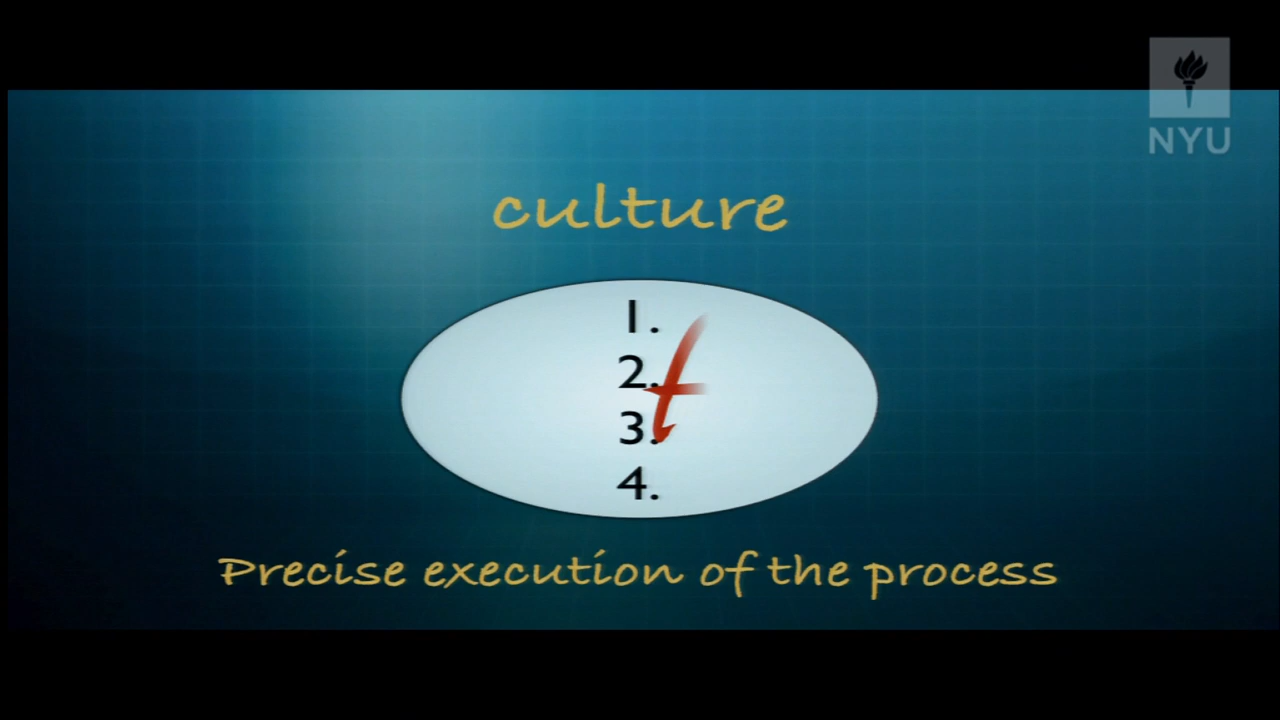 NYU
culture
1.
2.
t
3.
4.
Precise execution of the process